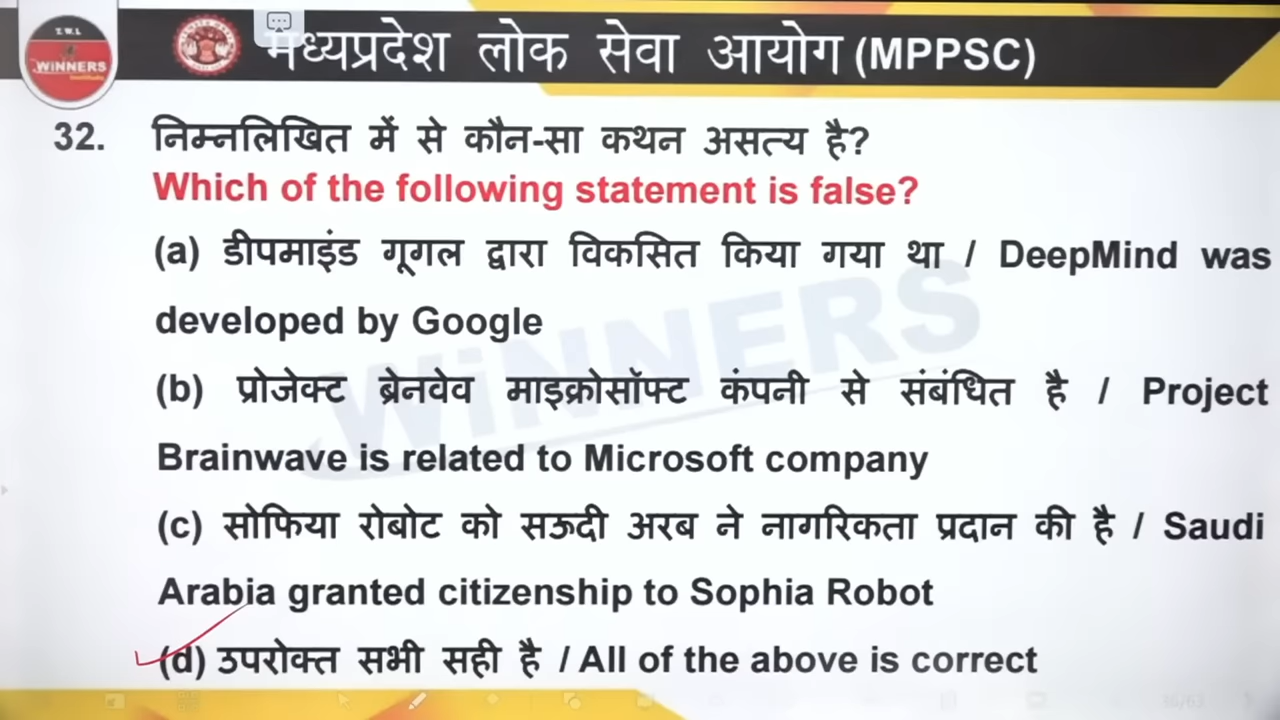 T.W.L
WiNNERS
मध्यप्रदेश लोक सेवा आयोग (MPPSC)
32. निम्नलिखित में से कौन-सा कथन असत्य है?
Which of the following statement is false?
(a) डीपमाइंड गूगल द्वारा विकसित किया गया था / DeepMind was
developed by Google
(b) प्रोजेक्ट ब्रेनवेव माइक्रोसॉफ्ट कंपनी से संबंधित है / Project
Brainwave is related to Microsoft company
(c) सोफिया रोबोट को सऊदी अरब ने नागरिकता प्रदान की है / Saudi
Arabia granted citizenship to Sophia Robot
(d) उपरोक्त सभी सही है / All of the above is correct
WiNNERS